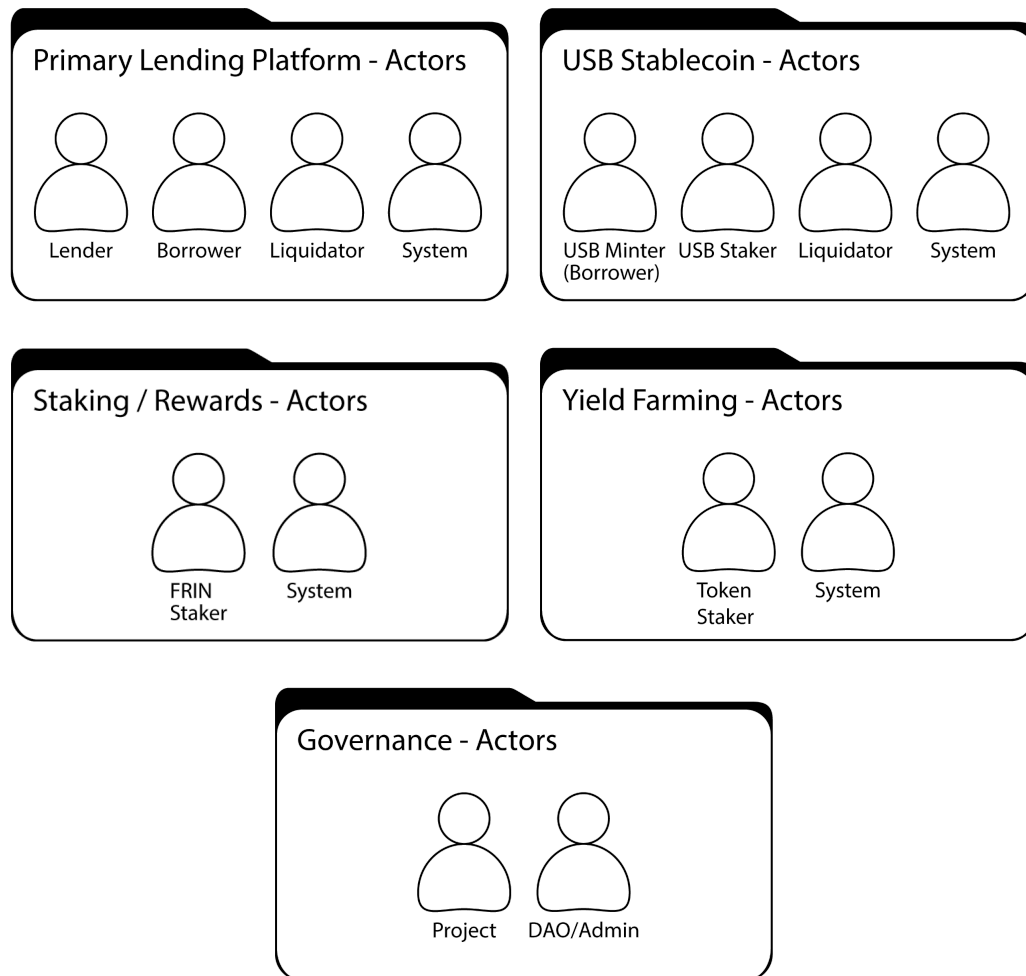 Primary Lending Platform - Actors
Lender
Borrower
Liquidator
System
USB Stablecoin - Actors
USB Minter
(Borrower)
USB Staker
Liquidator
System
Staking / Rewards - Actors
FRIN
Staker
System
Yield Farming - Actors
Token
Staker
System
Governance - Actors
Project
DAO/Admin